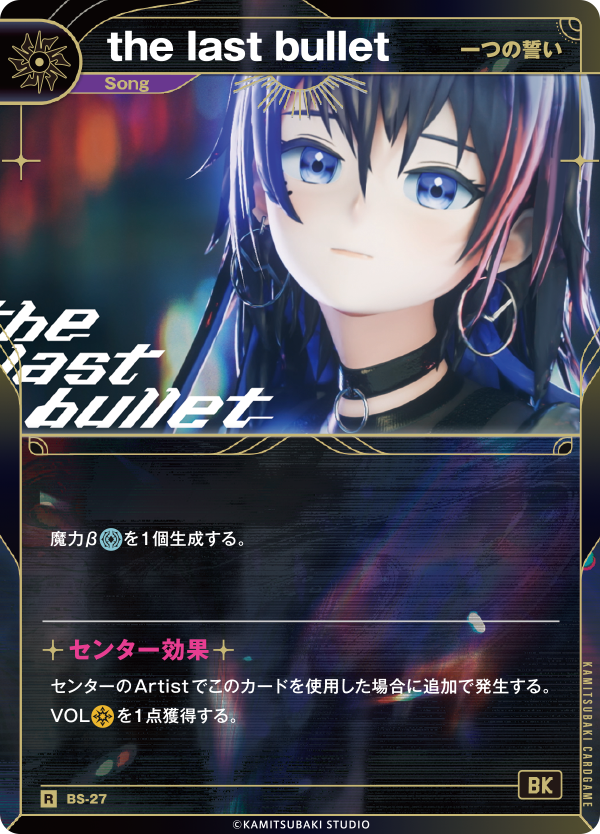 the last bullet
一つの誓い
Song
the
last
bullet
魔力βを1個生成する。
センター効果
センターのArtistでこのカードを使用した場合に追加で発生する。
VOLを1点獲得する。
KAMITSUBAKI CARDGAME
BK
R BS-27
©KAMITSUBAKI STUDIO